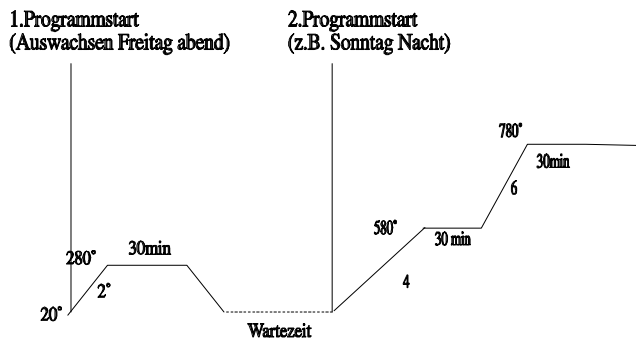 1.Programmstart
(Auswachsen Freitag abend)
2.Programmstart
(z.B. Sonntag Nacht)
780°
30min
6
580°
30 min
4
280°
30min
2°
20°
Wartezeit